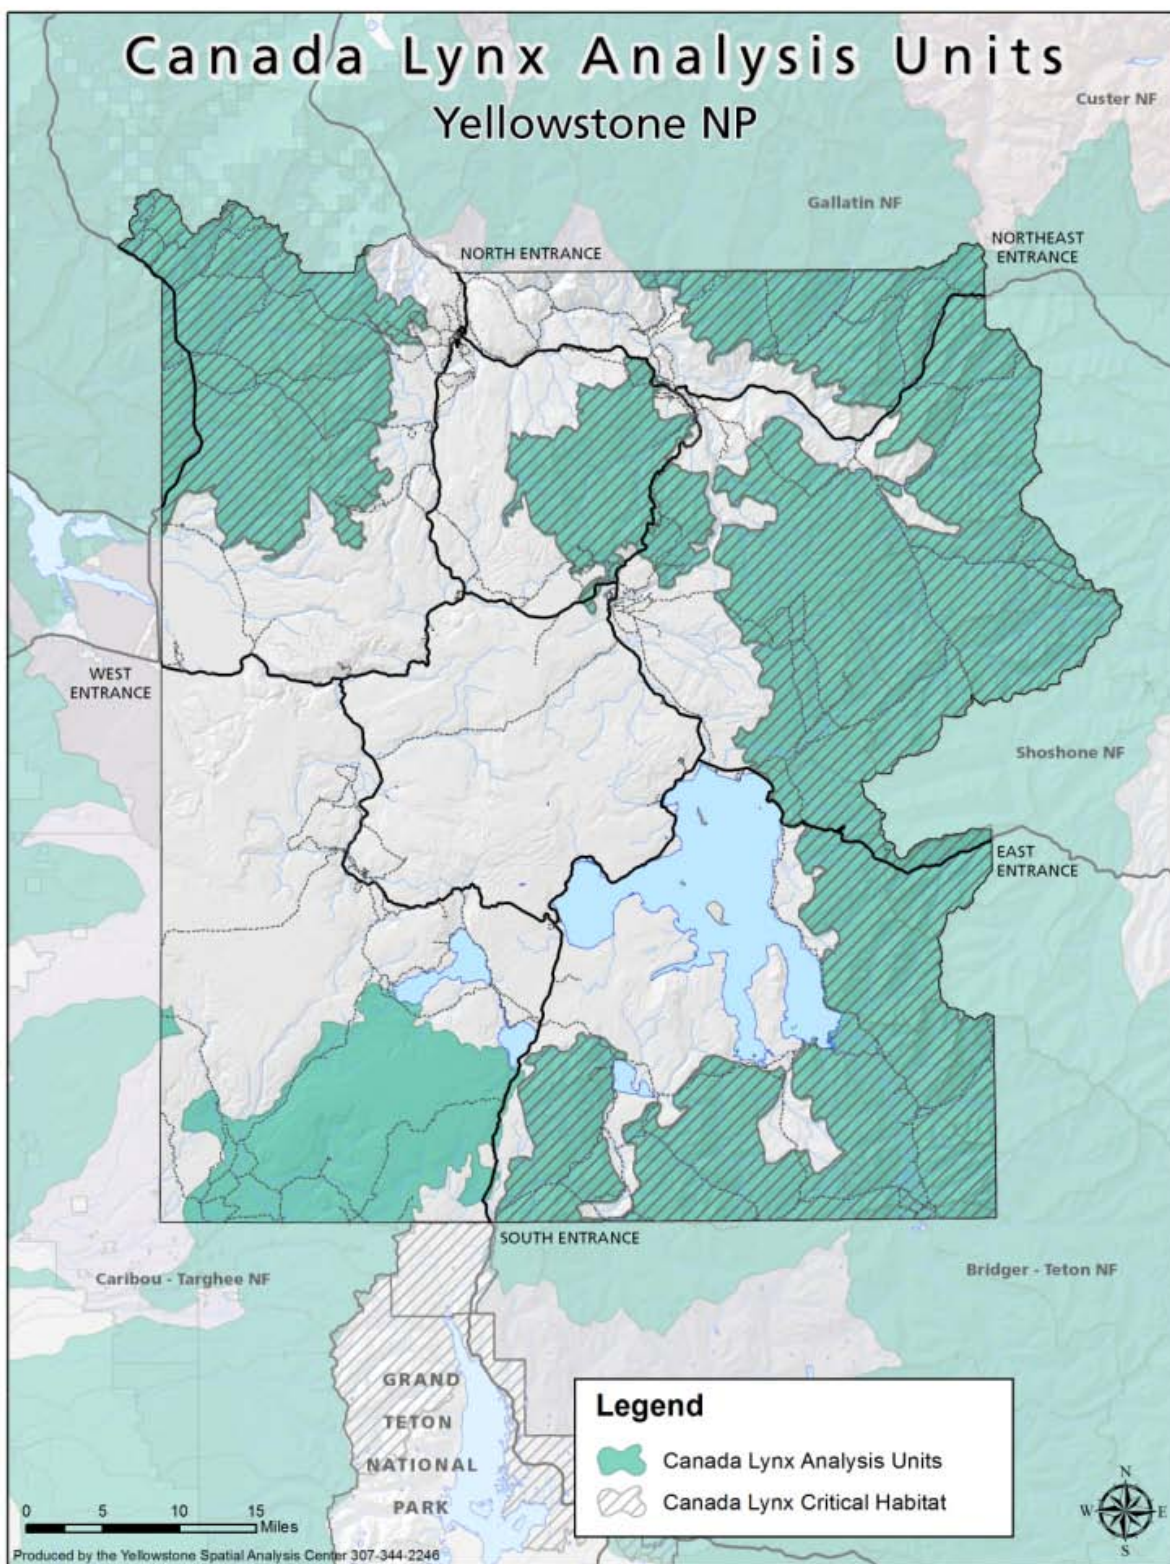 Canada Lynx Analysis Units
Yellowstone NP
Custer NF
Gallatin NF
NORTH ENTRANCE
NORTHEAST
ENTRANCE
WEST
ENTRANCE
Shoshone NF
EAST
ENTRANCE
SOUTH ENTRANCE
Caribou - Targhee NF
Bridger - Teton NF
GRAND
TETON
NATIONAL
PARK
Legend
Canada Lynx Analysis Units
Canada Lynx Critical Habitat
0 5 10 15
Miles
N
W E
S
Produced by the Yellowstone Spatial Analysis Center 307-344-2246